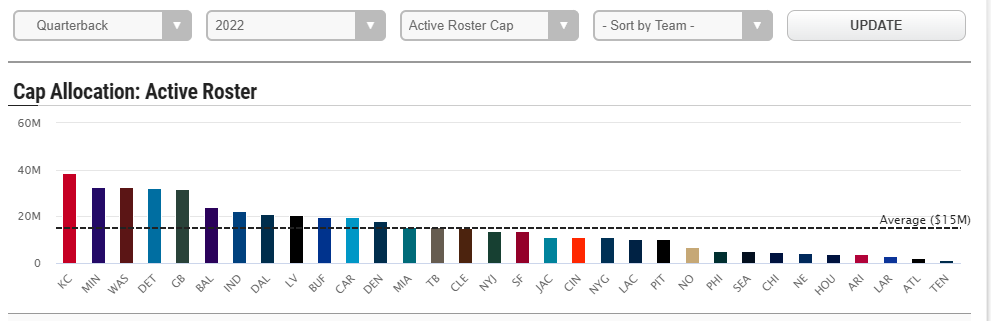 Quarterback 2022 Active Roster Cap - Sort by Team - UPDATE
Cap Allocation: Active Roster
60M
40M
20M
Average ($15M)
0
KC MIN WAS DET GB BAL IND DAL LV BUF CAR DEN MIA TB CLE NYJ SF JAC CIN NYG LAC PIT NO PHI SEA CHI NE HOU ARI LAR ATL TEN